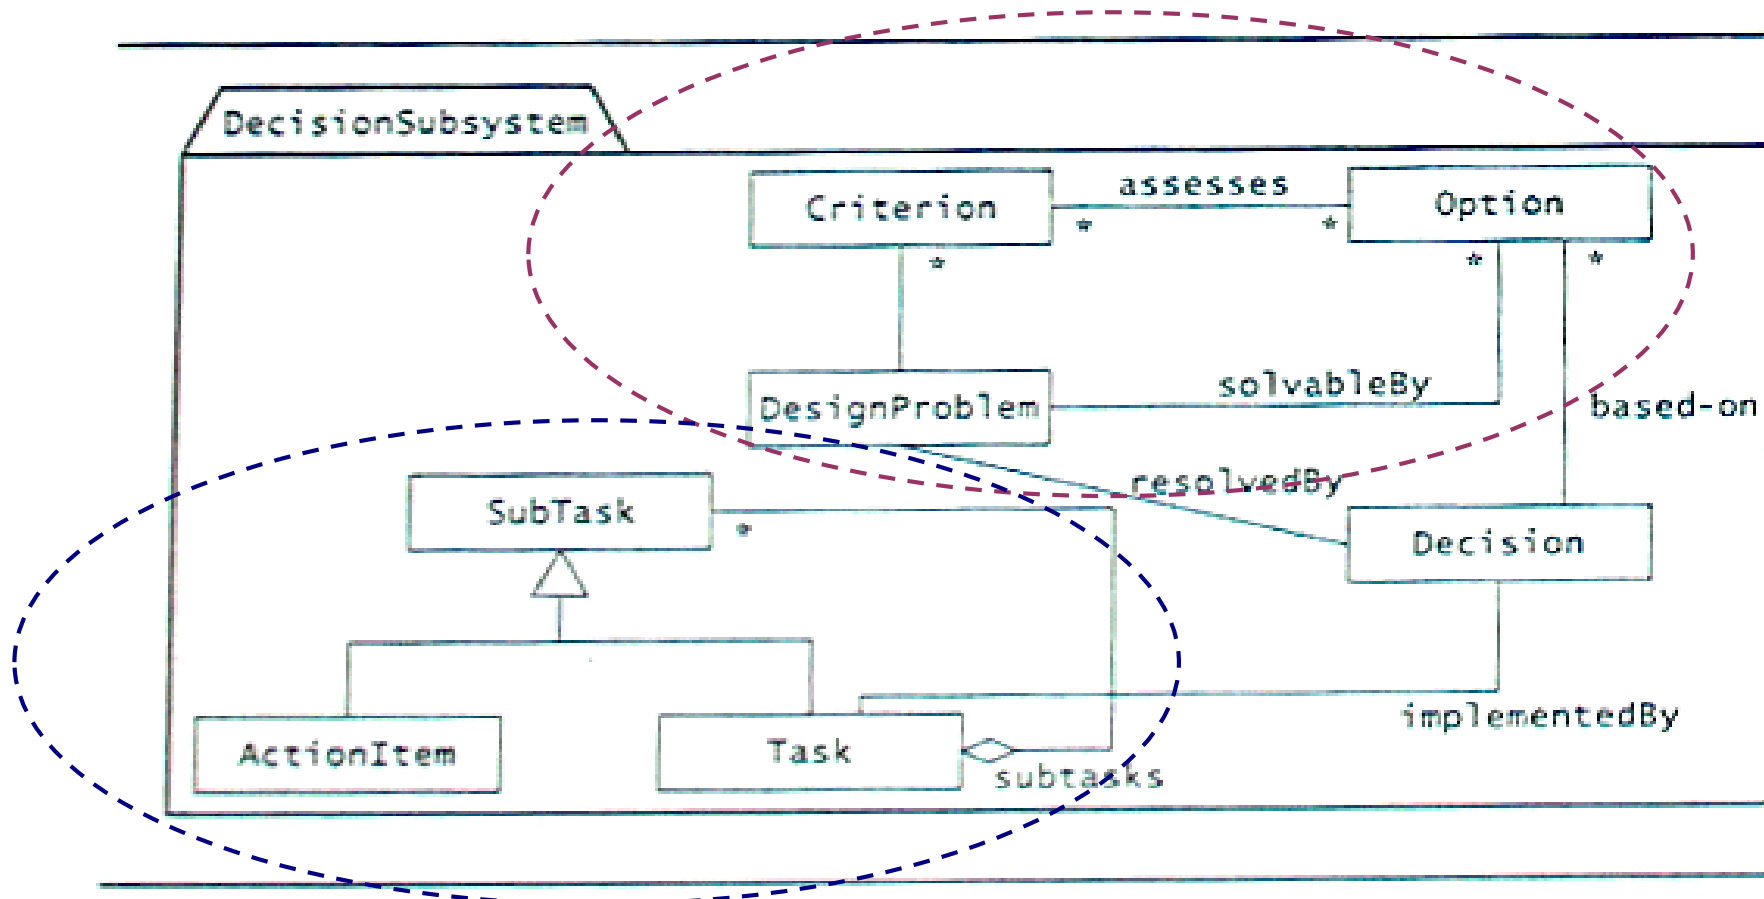 DecisionSubsystem
Criterion
assesses
Option
*
*
*
*
*
DesignProblem
solvableBy
based-on
resolvedBy
SubTask
*
Decision
ActionItem
Task
implementedBy
subtasks